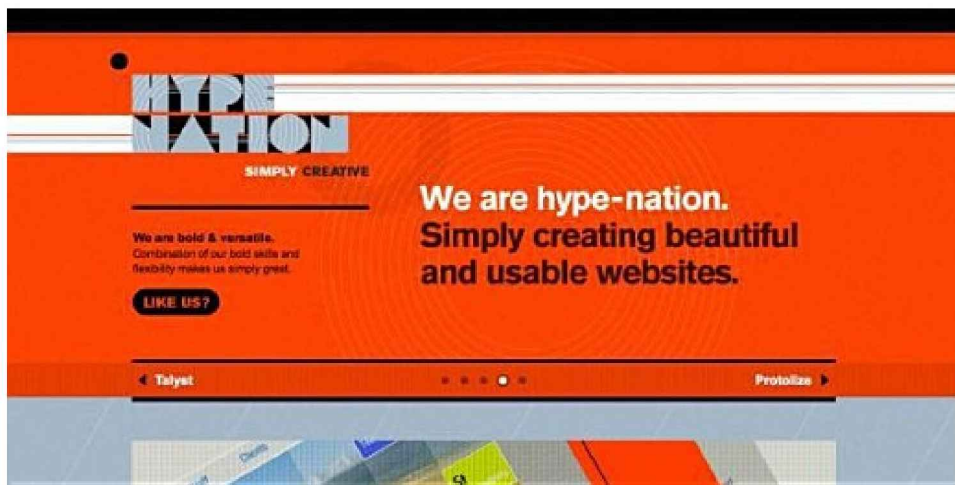 HYPE
NATION
SIMPLY CREATIVE
We are hype-nation.
Simply creating beautiful
and usable websites.
We are bold & versatile.
Combination of our bold skills and
flexibility makes us simply great.
LIKE US?
Talyst
Protolize
Clients